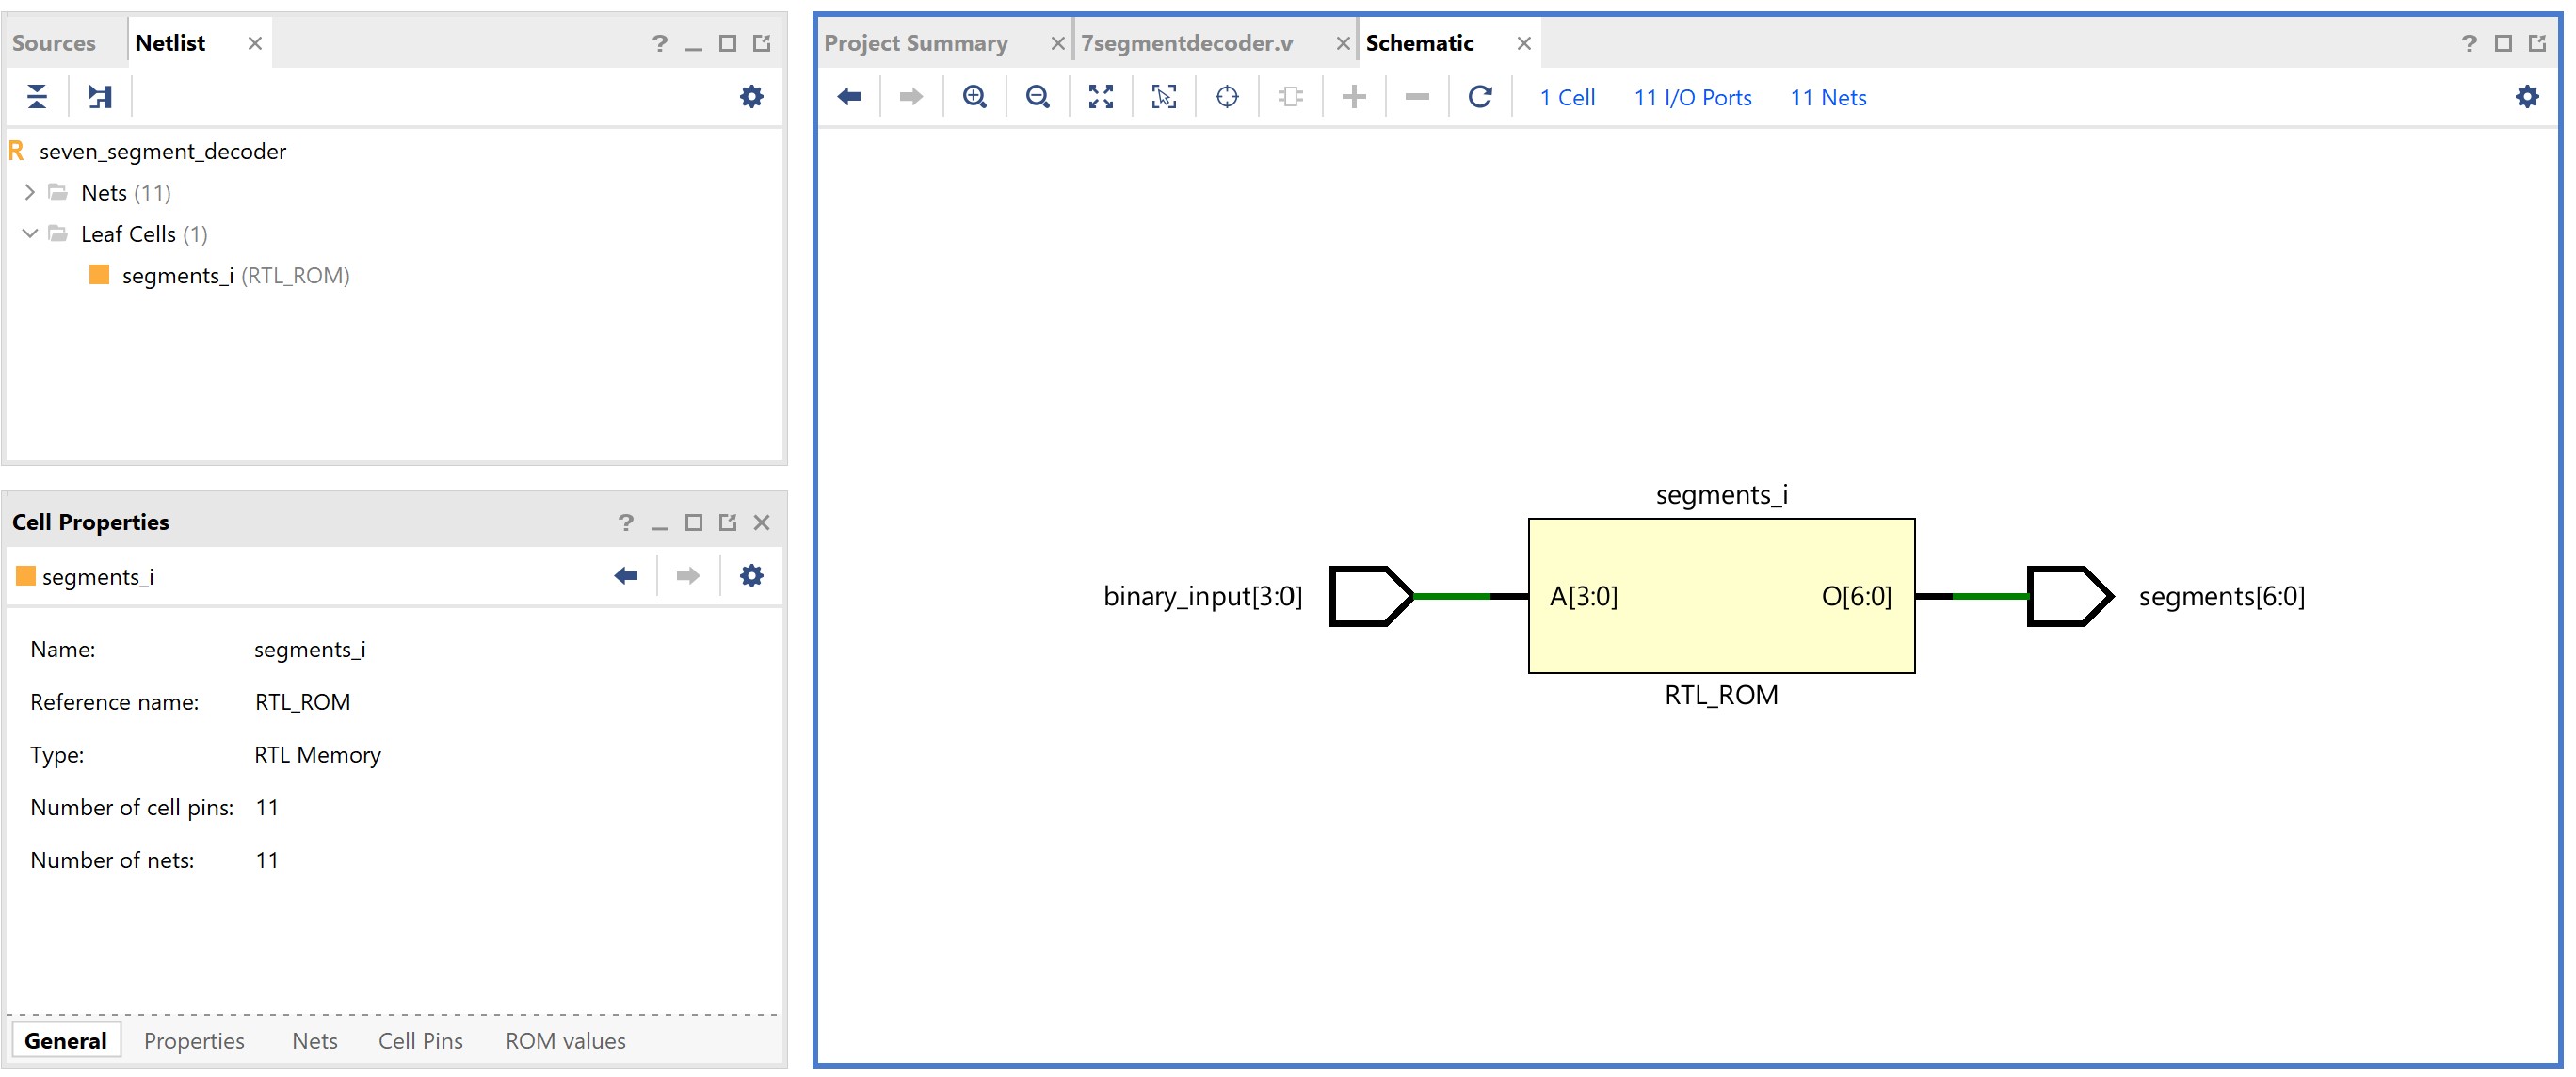 Sources Netlist
seven_segment_decoder
Nets (11)
Leaf Cells (1)
segments_i (RTL_ROM)
Cell Properties
segments_i
Name: segments_i
Reference name: RTL_ROM
Type: RTL Memory
Number of cell pins: 11
Number of nets: 11
General Properties Nets Cell Pins ROM values
Project Summary 7segmentdecoder.v Schematic
1 Cell 11 I/O Ports 11 Nets
segments_i
binary_input[3:0] A[3:0] O[6:0] segments[6:0]
RTL_ROM